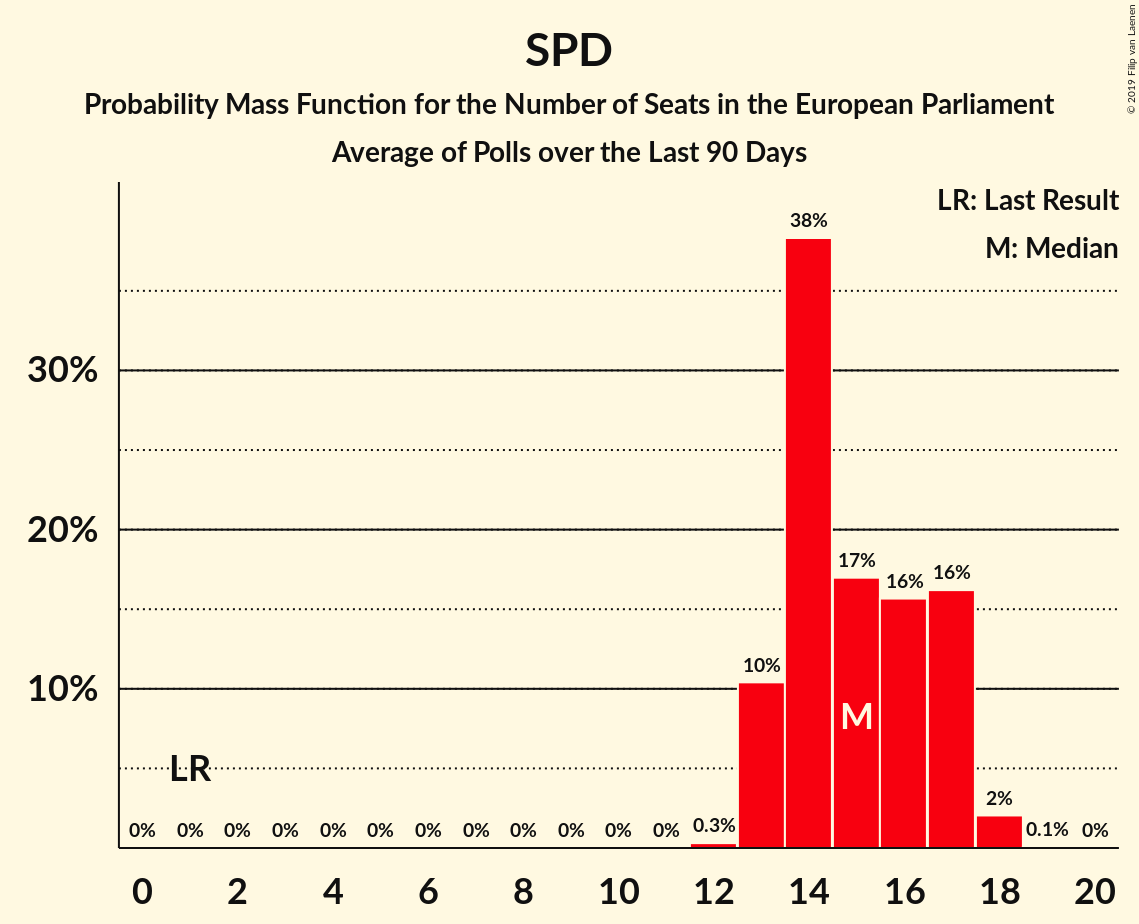 SPD
Probability Mass Function for the Number of Seats in the European Parliament
Average of Polls over the Last 90 Days
© 2019 Filip van Laenen
LR: Last Result
M: Median
38%
30%
20%
17%
16%
16%
10%
10%
M
LR
2%
0% 0% 0% 0% 0% 0% 0% 0% 0% 0% 0% 0% 0.3% 0.1% 0%
0 2 4 6 8 10 12 14 16 18 20